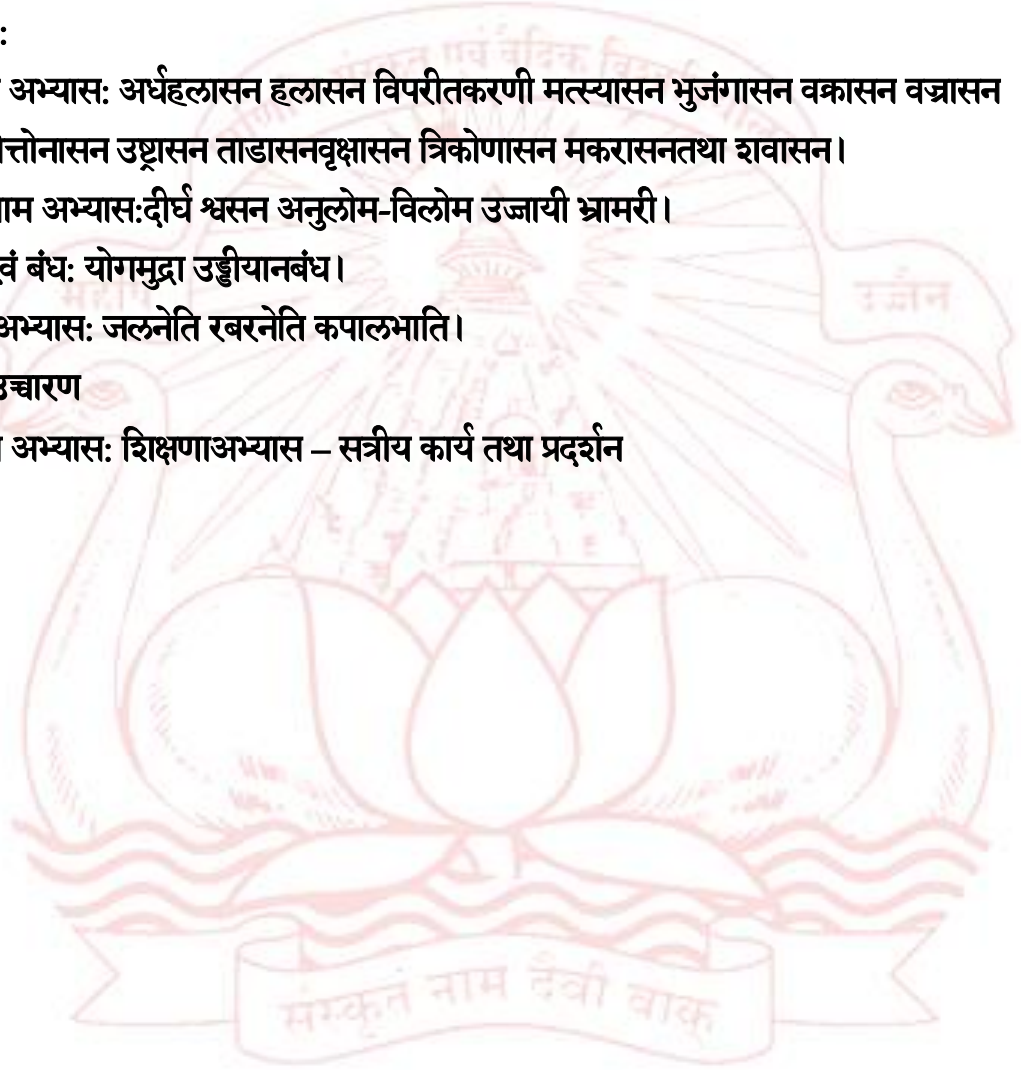 :
अभ्यास: अर्धहलासन हलासन विपरीतकरणी मत्स्यासन भुजंगासन वक्रासन वज्रासन
त्तोनासन उष्ट्रासन ताडासनवृक्षासन त्रिकोणासन मकरासनतथा शवासन।
ाम अभ्यास:दीर्घ श्वसन अनुलोम-विलोम उज्जायी भ्रामरी।
वं बंध: योगमुद्रा उड्डीयानबंध।
अभ्यास: जलनेति रबरनेति कपालभाति।
उच्चारण
अभ्यास: शिक्षणाअभ्यास – सत्रीय कार्य तथा प्रदर्शन
एवं वैदिक
उज्जैन
संस्कृतं नाम दैवी वाक्